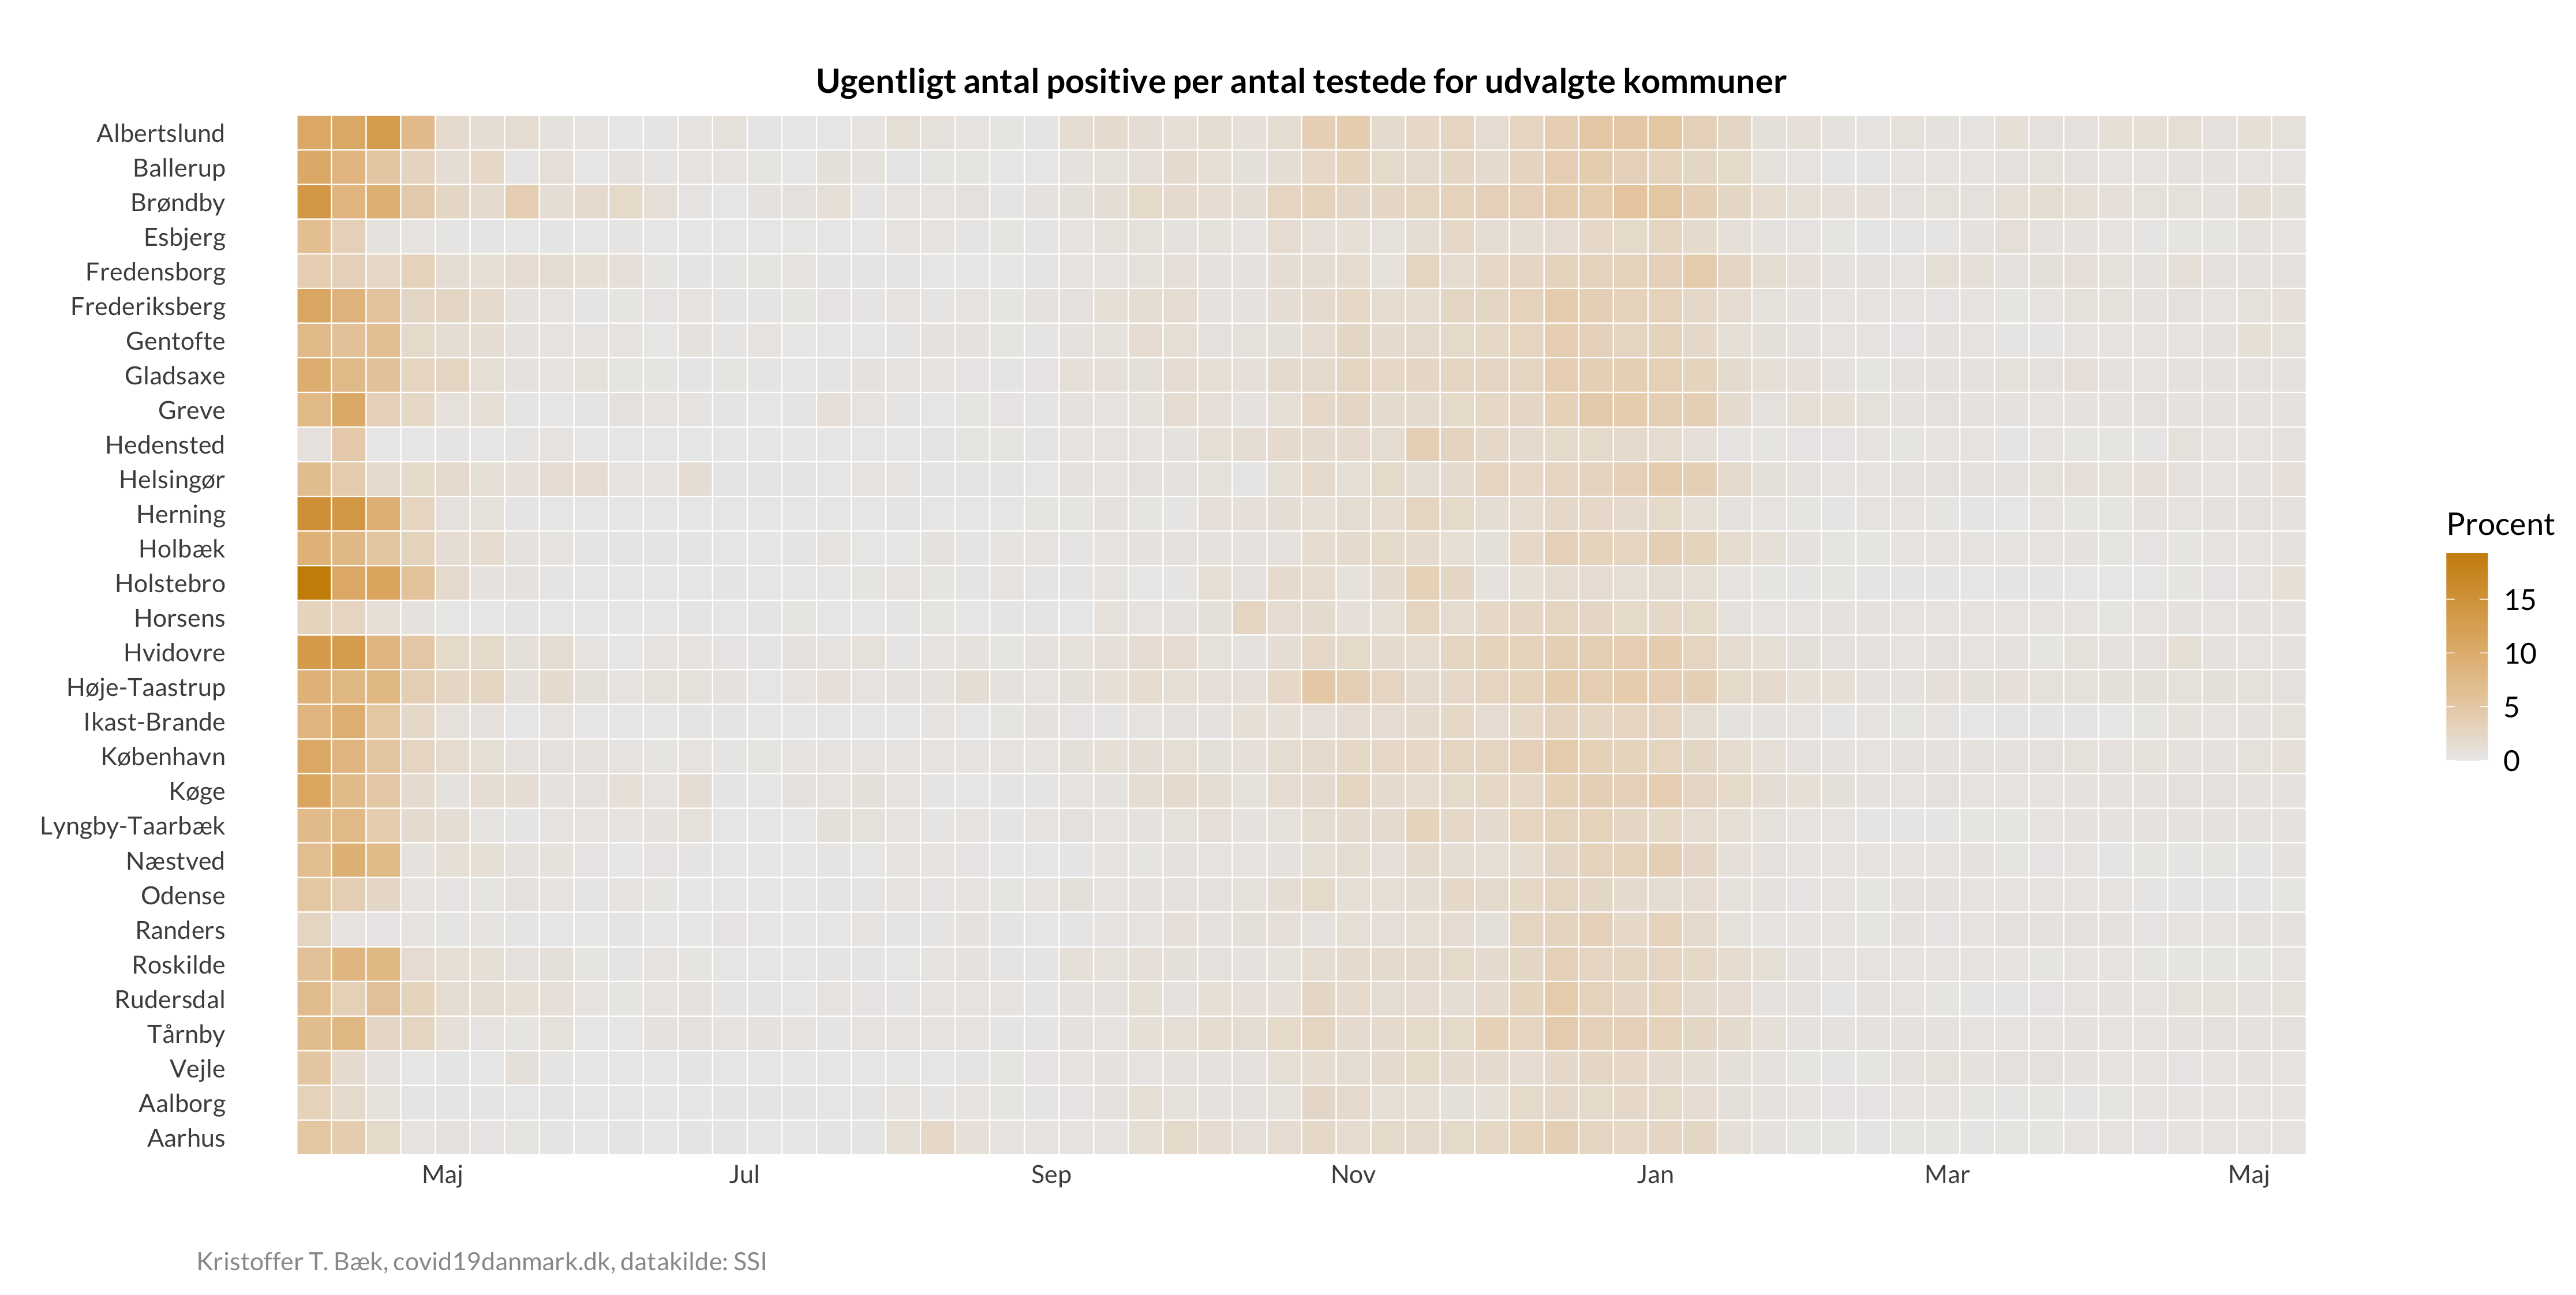 Ugentligt antal positive per antal testede for udvalgte kommuner
Albertslund
Ballerup
Brøndby
Esbjerg
Fredensborg
Frederiksberg
Gentofte
Gladsaxe
Greve
Hedensted
Helsingør
Herning
Holbæk
Holstebro
Horsens
Hvidovre
Høje-Taastrup
Ikast-Brande
København
Køge
Lyngby-Taarbæk
Næstved
Odense
Randers
Roskilde
Rudersdal
Tårnby
Vejle
Aalborg
Aarhus
Maj Jul Sep Nov Jan Mar Maj
Procent
15
10
5
0
Kristoffer T. Bæk, covid19danmark.dk, datakilde: SSI